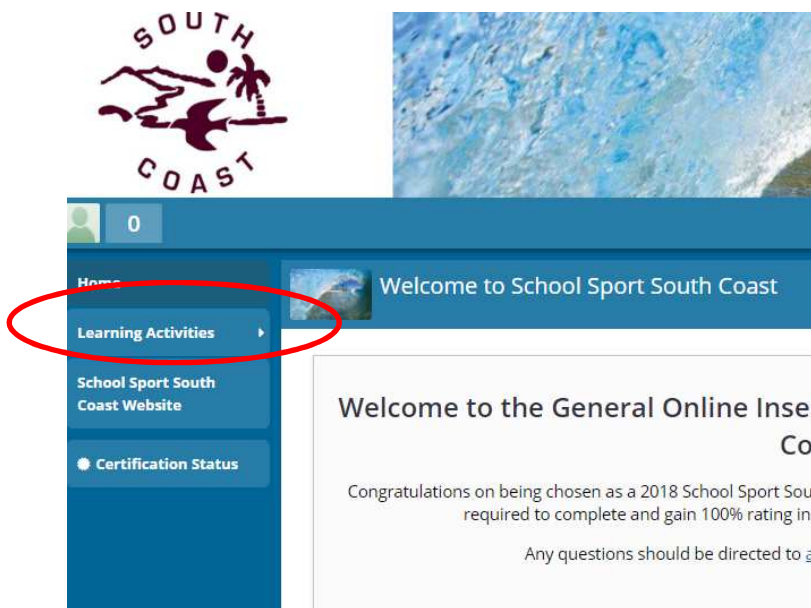 SOUTH
COAST
0
Home
Welcome to School Sport South Coast
Learning Activities
School Sport South
Coast Website
Certification Status
Welcome to the General Online Inse
Co
Congratulations on being chosen as a 2018 School Sport Sou
required to complete and gain 100% rating in
Any questions should be directed to a